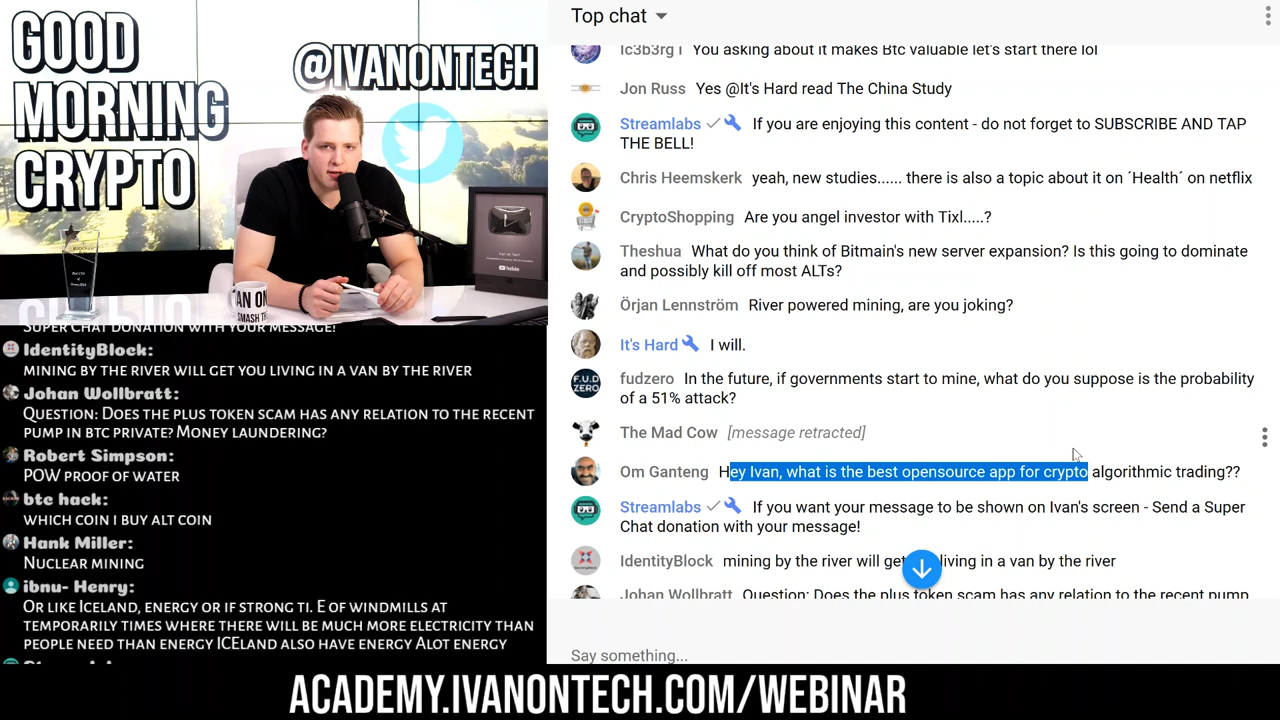 GOOD
MORNING
CRYPTO
@IVANONTECH
YouTube
AN ON
SMASH TH
SUPER CHAT DONATION WITH YOUR MESSAGE!
IdentityBlock:
MINING BY THE RIVER WILL GET YOU LIVING IN A VAN BY THE RIVER
Johan Wollbratt:
QUESTION: DOES THE PLUS TOKEN SCAM HAS ANY RELATION TO THE RECENT
PUMP IN BTC PRIVATE? MONEY LAUNDERING?
Robert Simpson:
POW PROOF OF WATER
btc hack:
WHICH COIN I BUY ALT COIN
Hank Miller:
NUCLEAR MINING
ibnu- Henry:
OR LIKE ICELAND, ENERGY OR IF STRONG TI. E OF WINDMILLS AT
TEMPORARILY TIMES WHERE THERE WILL BE MUCH MORE ELECTRICITY THAN
PEOPLE NEED THAN ENERGY ICELAND ALSO HAVE ENERGY ALOT ENERGY
Top chat
You asking about it makes Btc valuable let's start there lol
Jon Russ Yes @It's Hard read The China Study
Streamlabs If you are enjoying this content - do not forget to SUBSCRIBE AND TAP
THE BELL!
Chris Heemskerk yeah, new studies...... there is also a topic about it on ´Health´ on netflix
CryptoShopping Are you angel investor with Tixl.....?
Theshua What do you think of Bitmain's new server expansion? Is this going to dominate
and possibly kill off most ALTs?
Örjan Lennström River powered mining, are you joking?
It's Hard I will.
F.U.D
ZERO
fudzero In the future, if governments start to mine, what do you suppose is the probability
of a 51% attack?
The Mad Cow [message retracted]
Om Ganteng Hey Ivan, what is the best opensource app for crypto algorithmic trading??
Streamlabs If you want your message to be shown on Ivan's screen - Send a Super
Chat donation with your message!
IdentityBlock mining by the river will get living in a van by the river
Johan Wollbratt Question: Does the plus token scam has any relation to the recent pump
Say something...
ACADEMY.IVANONTECH.COM/WEBINAR